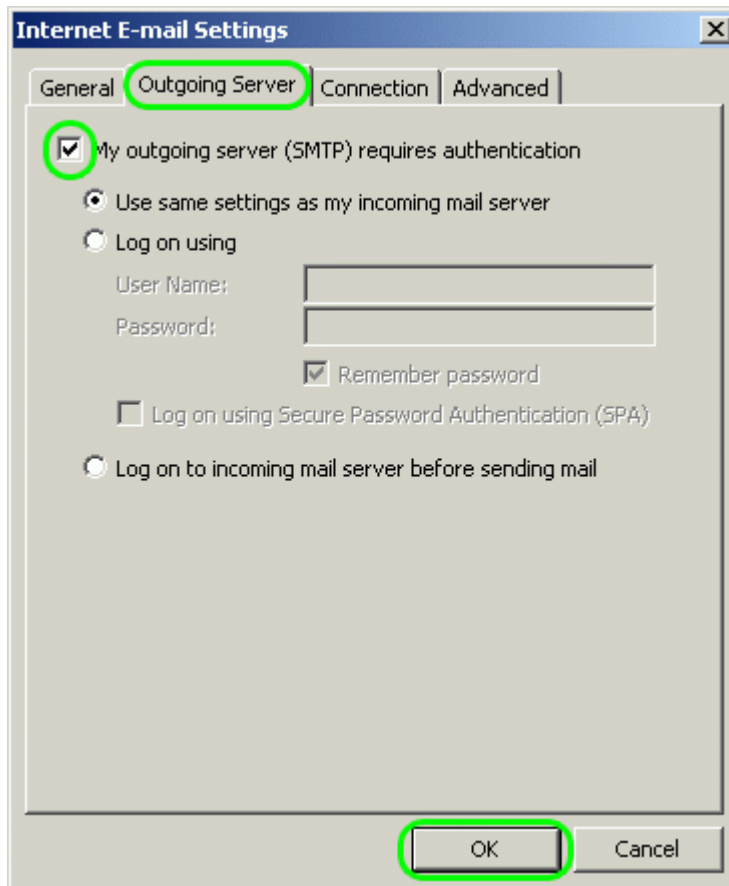 Internet E-mail Settings
General Outgoing Server Connection Advanced
My outgoing server (SMTP) requires authentication
Use same settings as my incoming mail server
Log on using
User Name:
Password:
Remember password
Log on using Secure Password Authentication (SPA)
Log on to incoming mail server before sending mail
OK Cancel